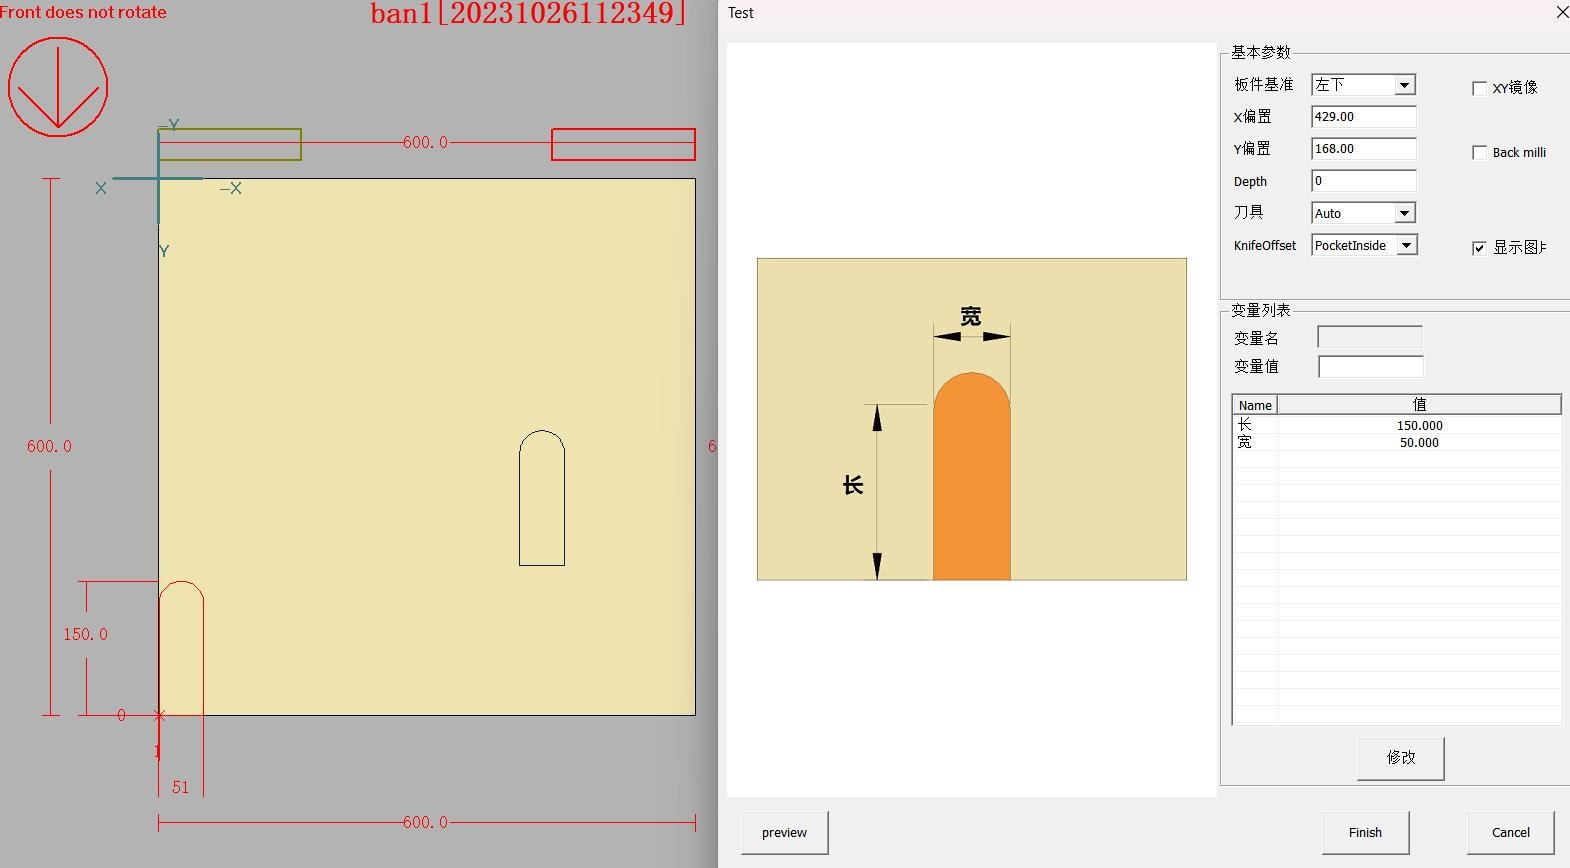 Front does not rotate
ban1[20231026112349]
-Y
600.0
X
-X
Y
600.0
6
150.0
0
1
51
600.0
Test
宽
长
基本参数
板件基准 左下
XY镜像
X偏置 429.00
Y偏置 168.00
Back milli
Depth 0
刀具 Auto
KnifeOffset PocketInside
显示图片
变量列表
变量名
变量值
Name 值
长 150.000
宽 50.000
修改
preview
Finish
Cancel